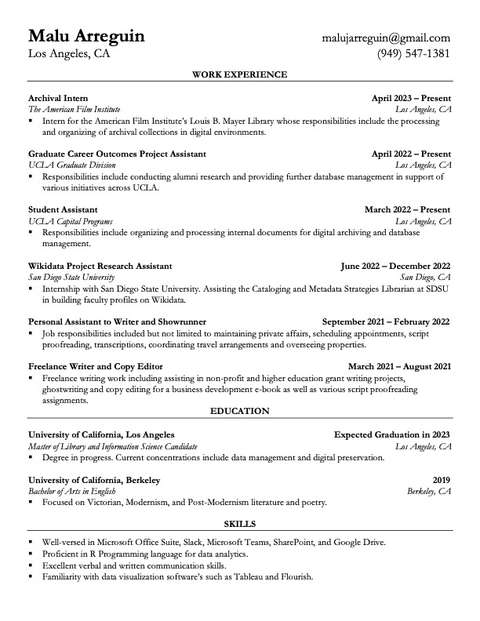 Malu Arreguin malujarreguin@gmail.com
Los Angeles, CA (949) 547-1381
WORK EXPERIENCE
Archival Intern April 2023 – Present
The American Film Institute Los Angeles, CA
▪ Intern for the American Film Institute's Louis B. Mayer Library whose responsibilities include the processing
and organizing of archival collections in digital environments.
Graduate Career Outcomes Project Assistant April 2022 – Present
UCLA Graduate Division Los Angeles, CA
▪ Responsibilities include conducting alumni research and providing further database management in support of
various initiatives across UCLA.
Student Assistant March 2022 – Present
UCLA Capital Programs Los Angeles, CA
▪ Responsibilities include organizing and processing internal documents for digital archiving and database
management.
Wikidata Project Research Assistant June 2022 – December 2022
San Diego State University San Diego, CA
▪ Internship with San Diego State University. Assisting the Cataloging and Metadata Strategies Librarian at SDSU
in building faculty profiles on Wikidata.
Personal Assistant to Writer and Showrunner September 2021 – February 2022
▪ Job responsibilities included but not limited to maintaining private affairs, scheduling appointments, script
proofreading, transcriptions, coordinating travel arrangements and overseeing properties.
Freelance Writer and Copy Editor March 2021 – August 2021
▪ Freelance writing work including assisting in non-profit and higher education grant writing projects,
ghostwriting and copy editing for a business development e-book as well as various script proofreading
assignments.
EDUCATION
University of California, Los Angeles Expected Graduation in 2023
Master of Library and Information Science Candidate Los Angeles, CA
▪ Degree in progress. Current concentrations include data management and digital preservation.
University of California, Berkeley 2019
Bachelor of Arts in English Berkeley, CA
▪ Focused on Victorian, Modernism, and Post-Modernism literature and poetry.
SKILLS
▪ Well-versed in Microsoft Office Suite, Slack, Microsoft Teams, SharePoint, and Google Drive.
▪ Proficient in R Programming language for data analytics.
▪ Excellent verbal and written communication skills.
▪ Familiarity with data visualization software's such as Tableau and Flourish.